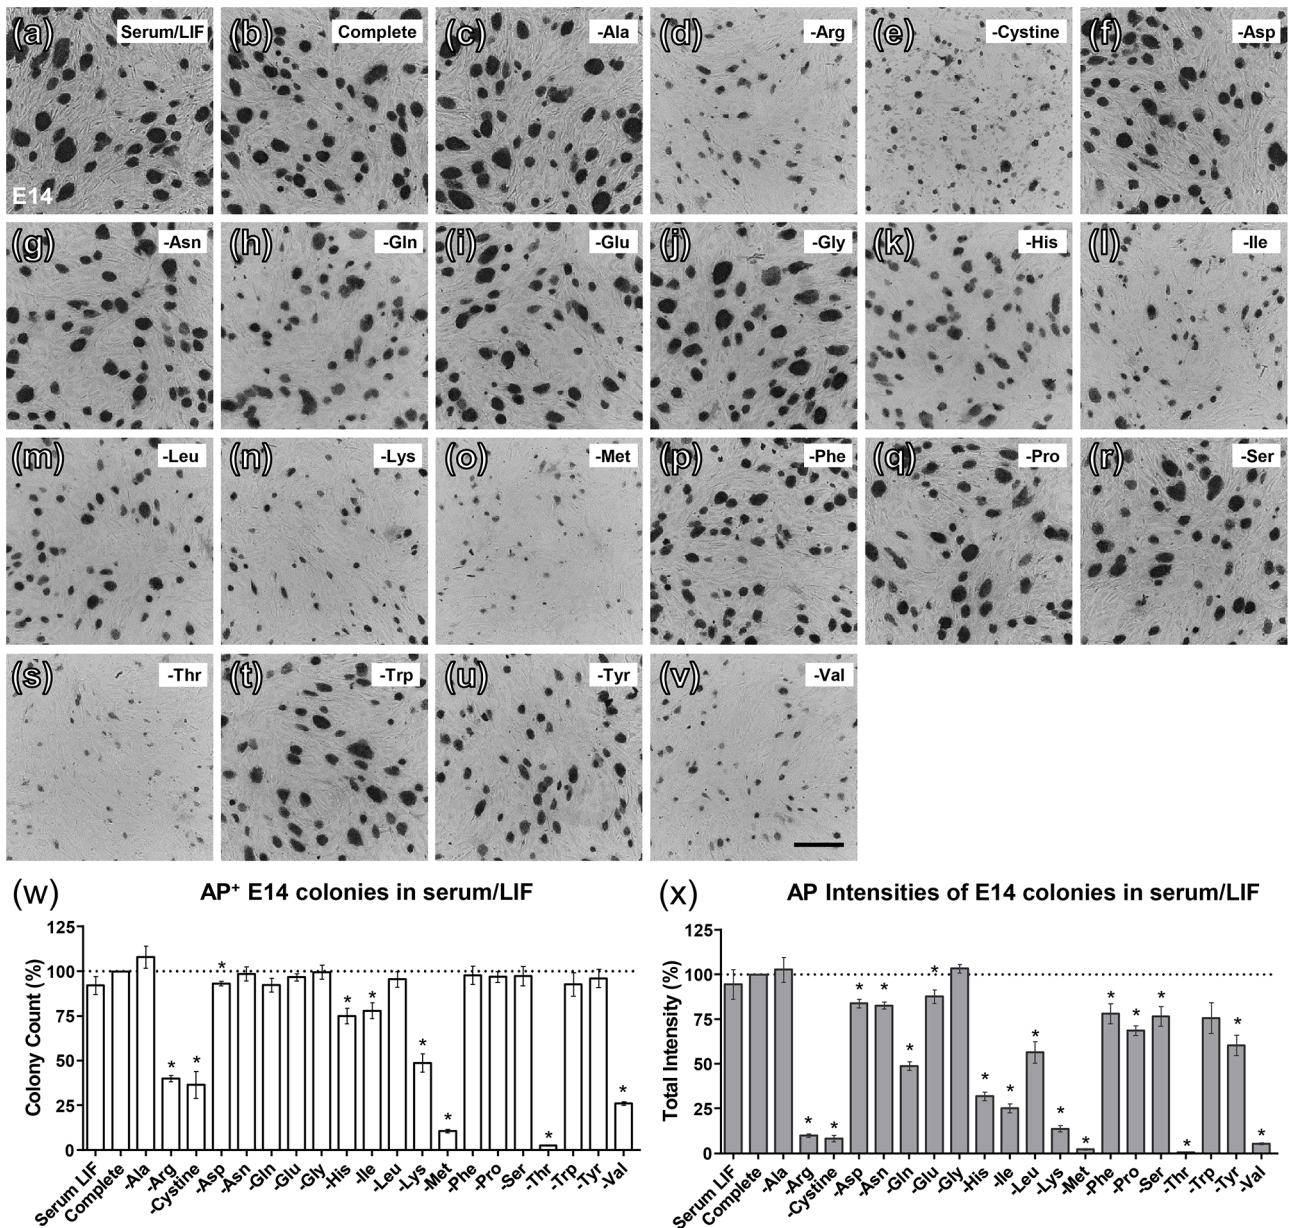 (a) Serum/LIF (b) Complete (c) -Ala (d) -Arg (e) -Cystine (f) -Asp
E14
(g) -Asn (h) -Gln (i) -Glu (j) -Gly (k) -His (l) -Ile
(m) -Leu (n) -Lys (o) -Met (p) -Phe (q) -Pro (r) -Ser
(s) -Thr (t) -Trp (u) -Tyr (v) -Val
(w) AP⁺ E14 colonies in serum/LIF
Colony Count (%)
125
100
75
50
25
0
* * * * * * * * *
Serum LIF Complete -Ala -Arg -Cystine -Asp -Asn -Gln -Glu -Gly -His -Ile -Leu -Lys -Met -Phe -Pro -Ser -Thr -Trp -Tyr -Val
(x) AP Intensities of E14 colonies in serum/LIF
Total Intensity (%)
125
100
75
50
25
0
* * * * * * * * * * * * * * * * *
Serum LIF Complete -Ala -Arg -Cystine -Asp -Asn -Gln -Glu -Gly -His -Ile -Leu -Lys -Met -Phe -Pro -Ser -Thr -Trp -Tyr -Val